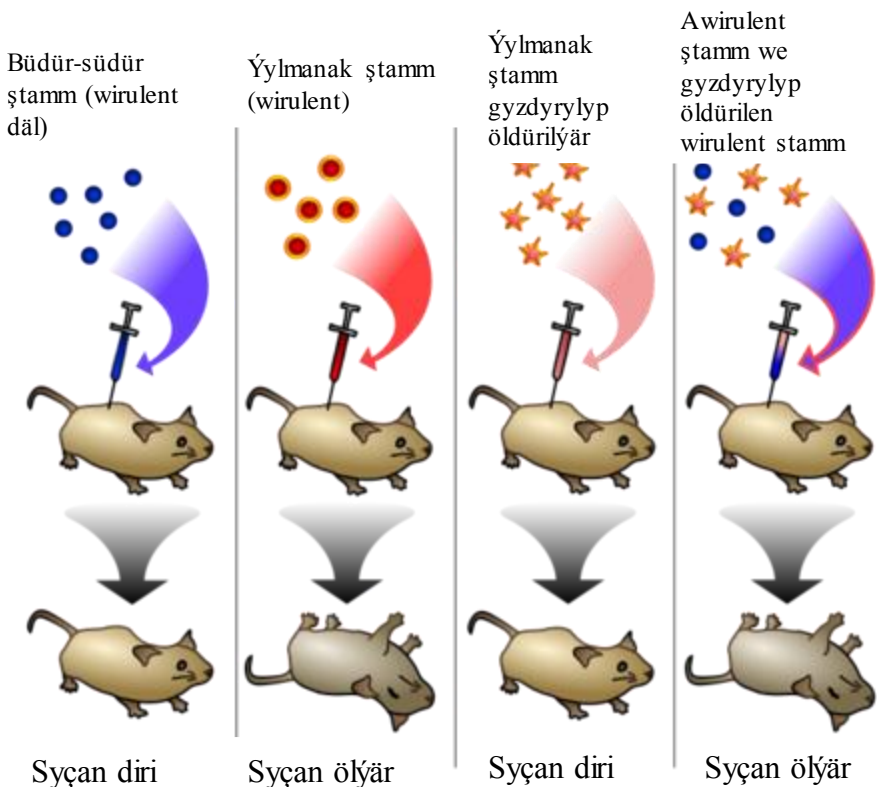 Büdür-südür
ştamm (wirulent
däl)
Ýylmanak ştamm
(wirulent)
Ýylmanak
ştamm
gyzdyrylyp
öldürilýär
Awirulent
ştamm we
gyzdyrylyp
öldürilen
wirulent stamm
Syçan diri
Syçan ölýär
Syçan diri
Syçan ölýär